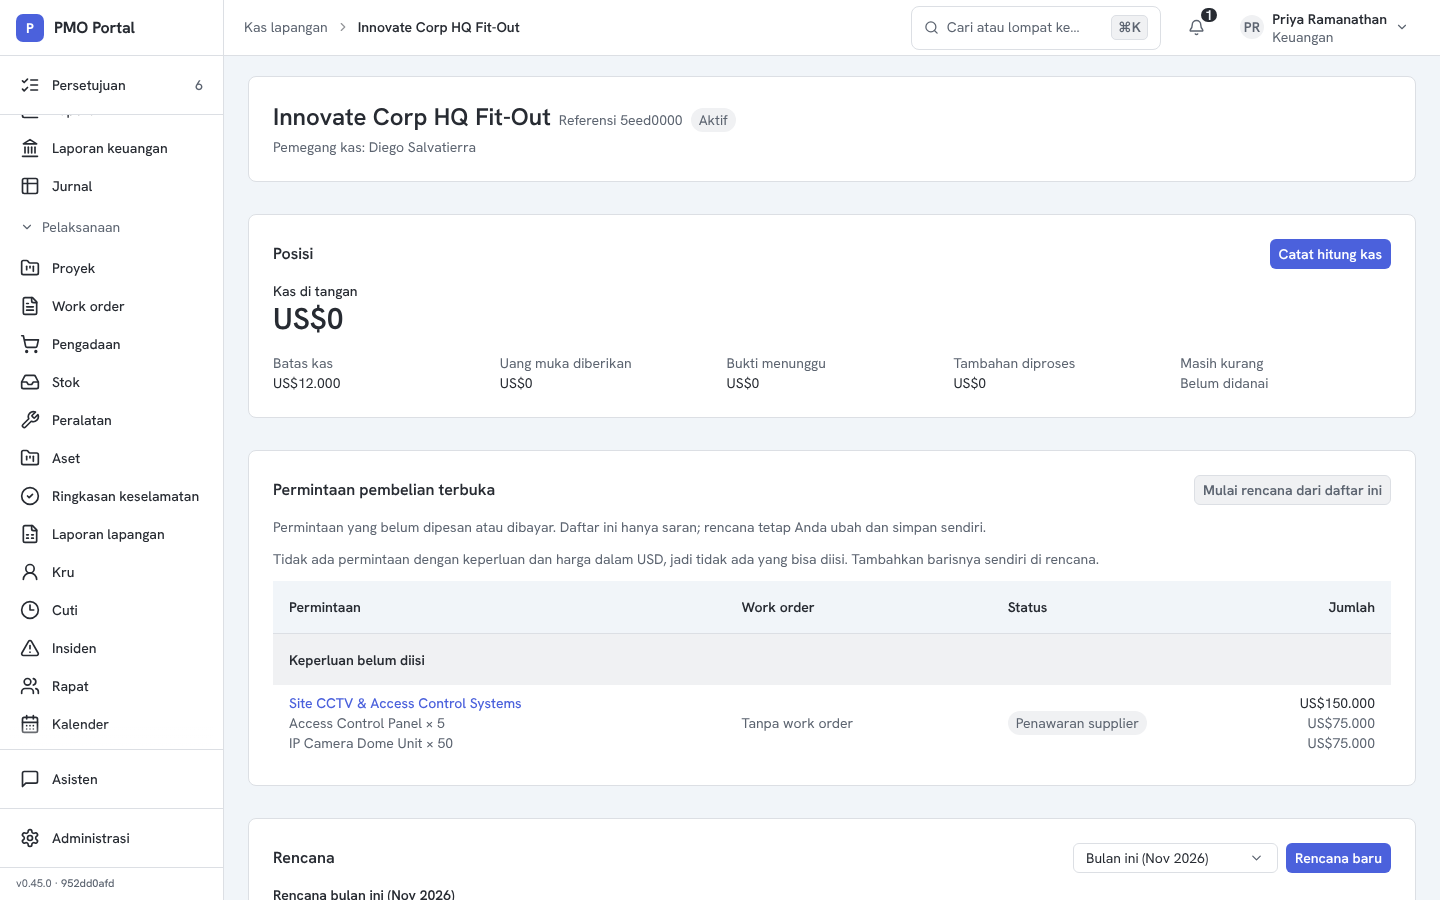 P PMO Portal
Kas lapangan > Innovate Corp HQ Fit-Out
Cari atau lompat ke... ⌘K
1
PR Priya Ramanathan
Keuangan
Persetujuan 6
Laporan keuangan
Jurnal
Pelaksanaan
Proyek
Work order
Pengadaan
Stok
Peralatan
Aset
Ringkasan keselamatan
Laporan lapangan
Kru
Cuti
Insiden
Rapat
Kalender
Asisten
Administrasi
v0.45.0 · 952dd0afd
Innovate Corp HQ Fit-Out Referensi 5eed0000 Aktif
Pemegang kas: Diego Salvatierra
Posisi
Catat hitung kas
Kas di tangan
US$0
Batas kas Uang muka diberikan Bukti menunggu Tambahan diproses Masih kurang
US$12.000 US$0 US$0 US$0 Belum didanai
Permintaan pembelian terbuka
Mulai rencana dari daftar ini
Permintaan yang belum dipesan atau dibayar. Daftar ini hanya saran; rencana tetap Anda ubah dan simpan sendiri.
Tidak ada permintaan dengan keperluan dan harga dalam USD, jadi tidak ada yang bisa diisi. Tambahkan barisnya sendiri di rencana.
Permintaan Work order Status Jumlah
Keperluan belum diisi
Site CCTV & Access Control Systems US$150.000
Access Control Panel × 5 Tanpa work order Penawaran supplier US$75.000
IP Camera Dome Unit × 50 US$75.000
Rencana
Bulan ini (Nov 2026)
Rencana baru
Rencana bulan ini (Nov 2026)